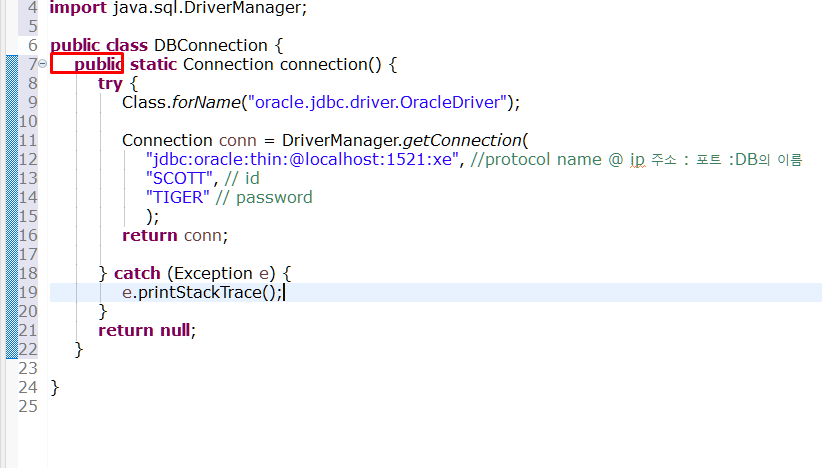 4 import java.sql.DriverManager;
5
6 public class DBConnection {
7 public static Connection connection() {
8 try {
9 Class.forName("oracle.jdbc.driver.OracleDriver");
10
11 Connection conn = DriverManager.getConnection(
12 "jdbc:oracle:thin:@localhost:1521:xe", //protocol name @ ip 주소 : 포트 :DB의 이름
13 "SCOTT", // id
14 "TIGER" // password
15 );
16 return conn;
17
18 } catch (Exception e) {
19 e.printStackTrace();
20 }
21 return null;
22 }
23
24 }
25